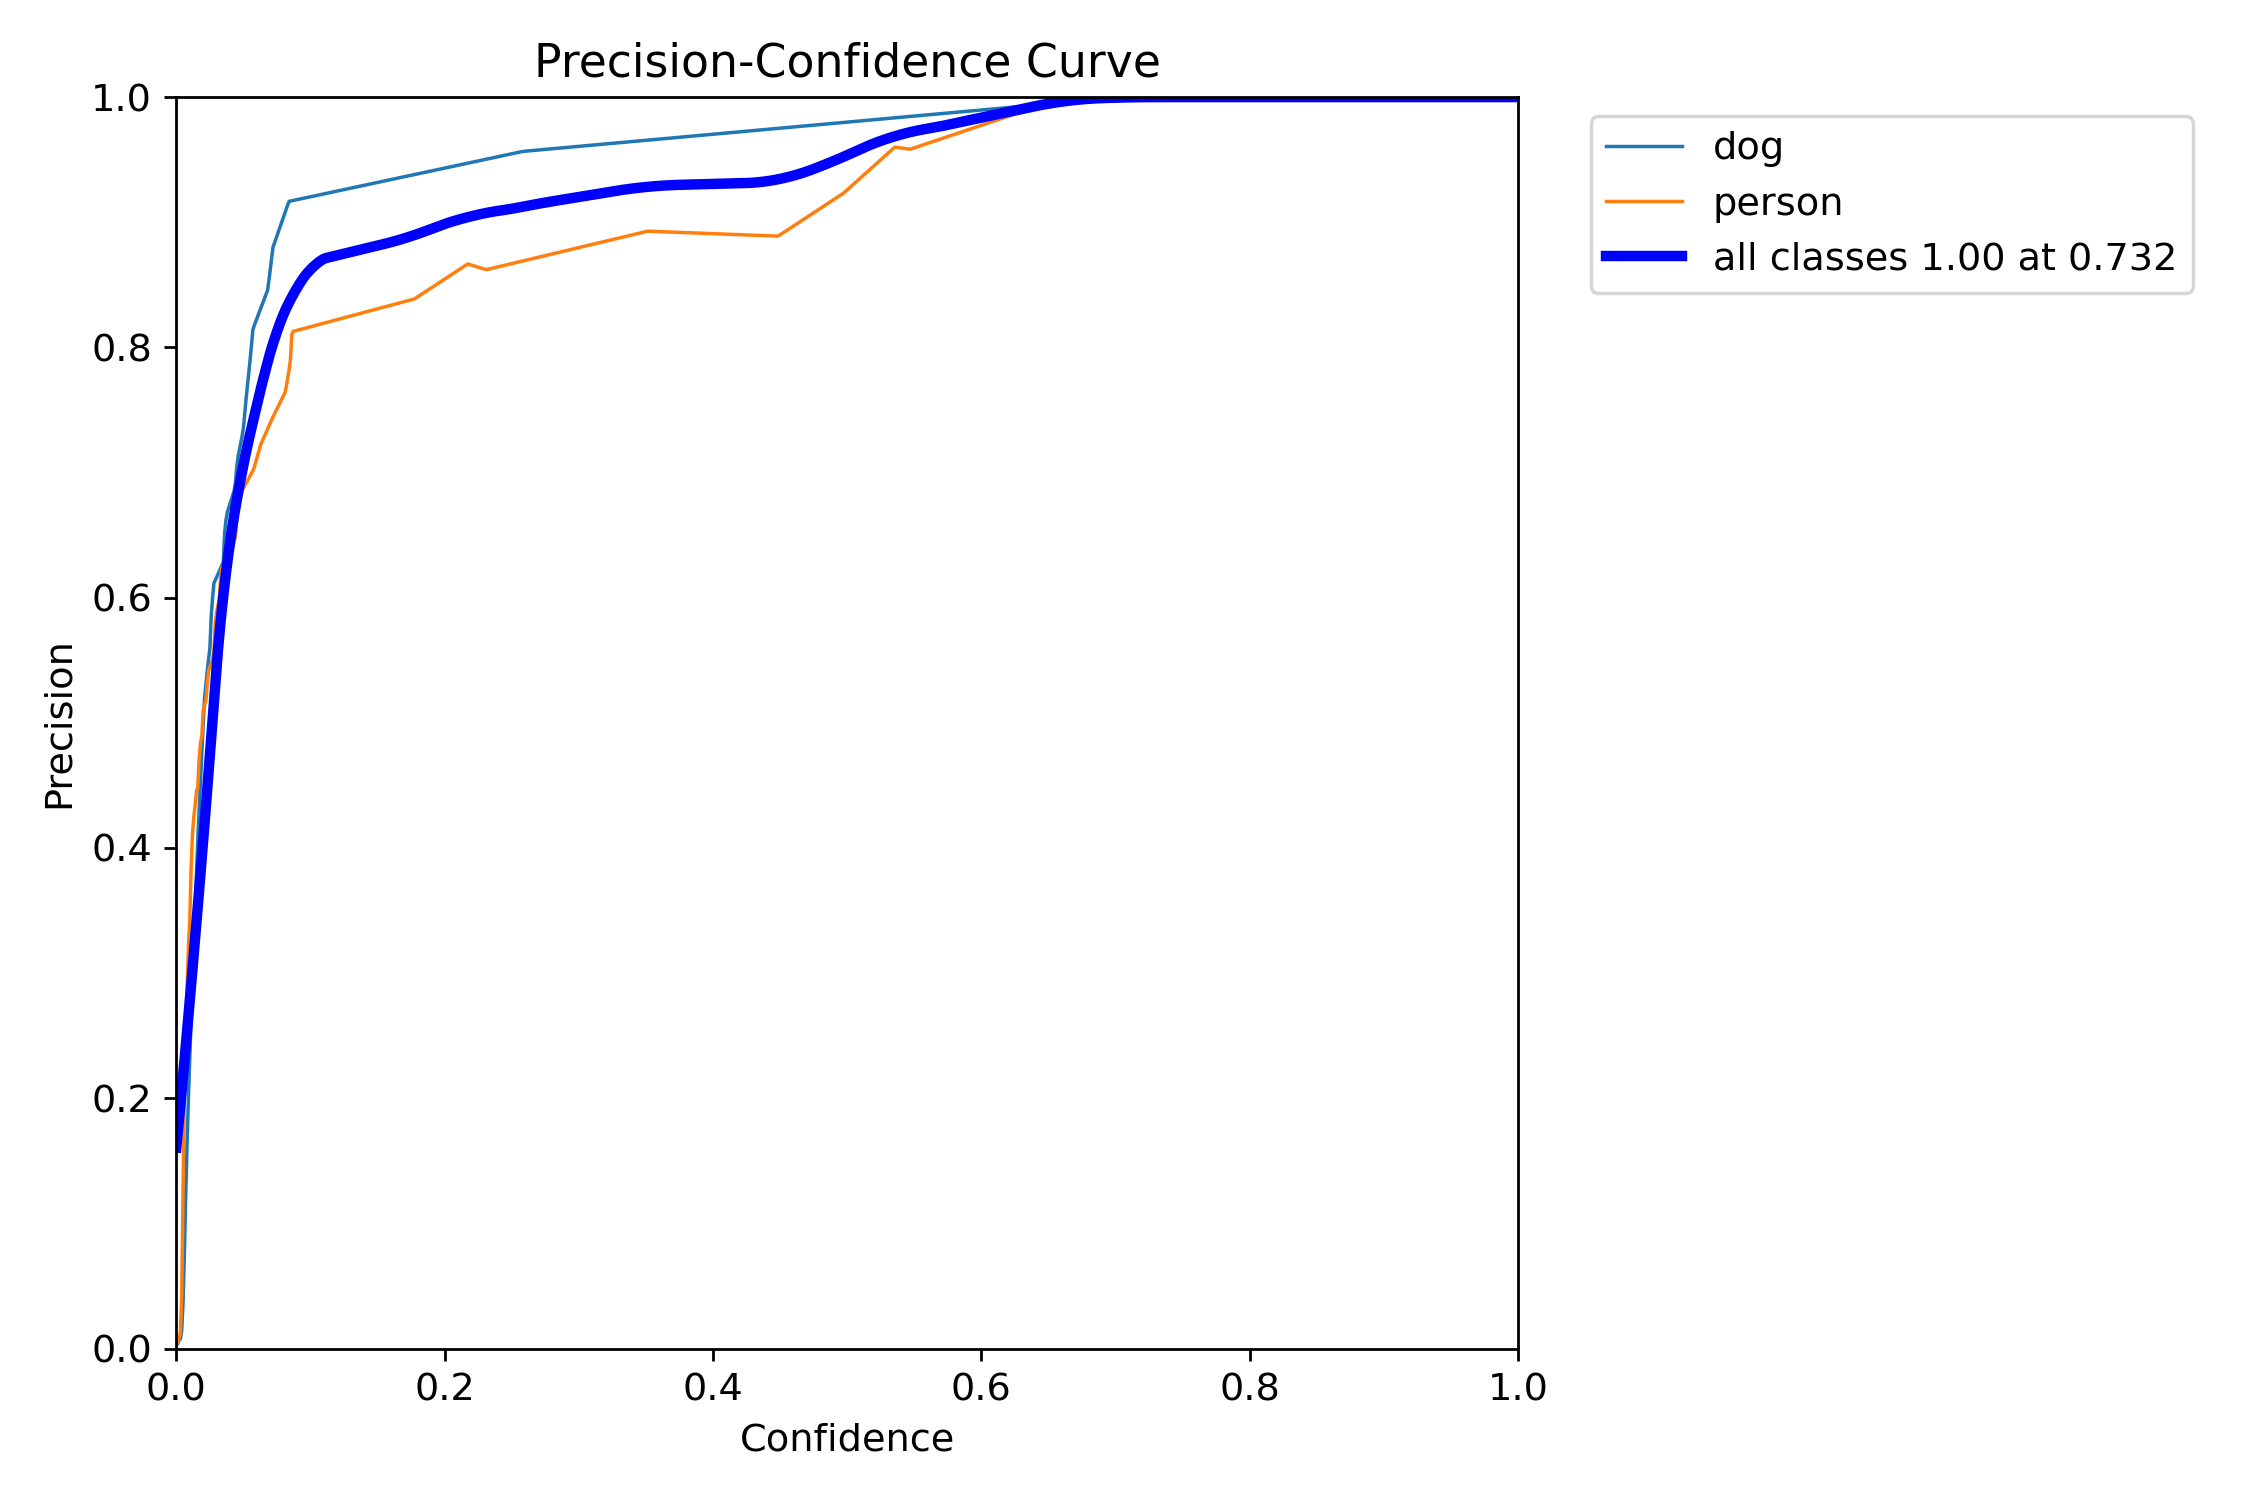 Precision-Confidence Curve
1.0
0.8
0.6
0.4
0.2
0.0
Precision
0.0 0.2 0.4 0.6 0.8 1.0
Confidence
dog
person
all classes 1.00 at 0.732